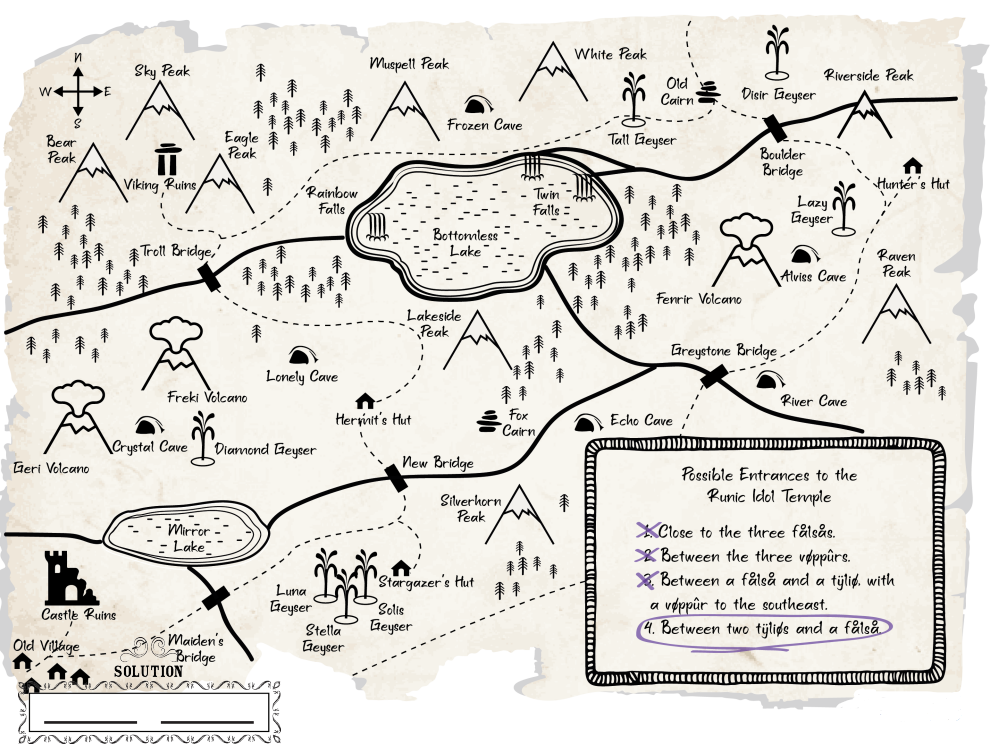 N
W E
S
Sky Peak
Muspell Peak
White Peak
Disir Geyser
Riverside Peak
Old
Cairn
Frozen Cave
Tall Geyser
Bear
Peak
Eagle
Peak
Viking Ruins
Boulder
Bridge
Hunter's Hut
Rainbow
Falls
Twin
Falls
Lazy
Geyser
Bottomless
Lake
Troll Bridge
Alviss Cave
Raven
Peak
Fenrir Volcano
Lakeside
Peak
Greystone Bridge
Lonely Cave
Freki Volcano
River Cave
Hermit's Hut
Fox
Cairn
Echo Cave
Crystal Cave
Diamond Geyser
Geri Volcano
New Bridge
Silverhorn
Peak
Mirror
Lake
Stargazer's Hut
Luna
Geyser
Solis
Geyser
Stella
Geyser
Castle Ruins
Old Village
Maiden's
Bridge
SOLUTION
Possible Entrances to the
Runic Idol Temple
1. Close to the three fålsås.
2. Between the three vøppûrs.
3. Between a fålså and a tÿliø. with
a vøppûr to the southeast.
4. Between two tÿliøs and a fålså.